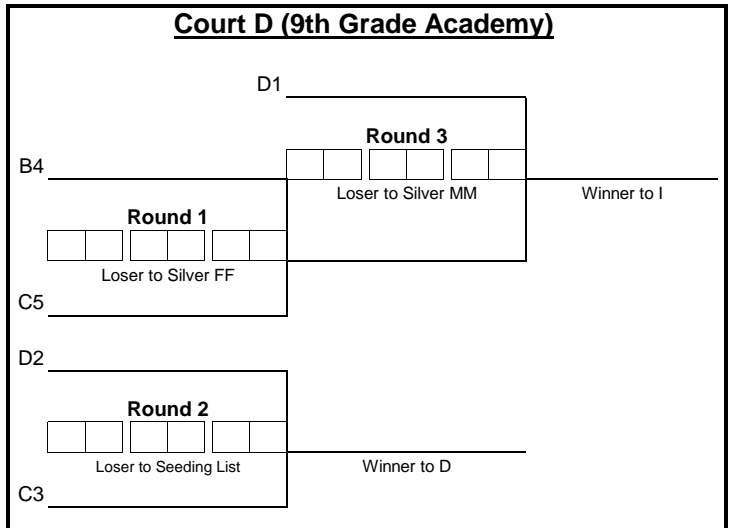 Court D (9th Grade Academy)
D1
Round 3
B4
Loser to Silver MM
Winner to I
Round 1
Loser to Silver FF
C5
D2
Round 2
Loser to Seeding List
Winner to D
C3